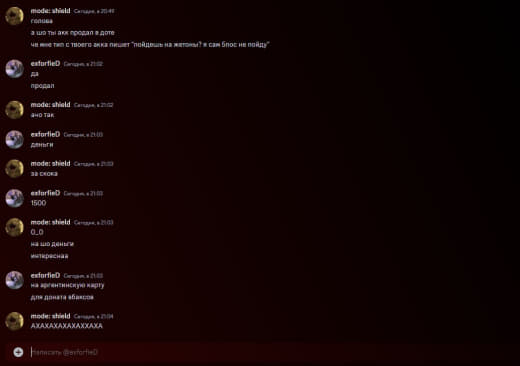 mode: shield Сегодня, в 20:49
голова
а шо ты акк продал в доте
че мне тип с твоего акка пишет "пойдешь на жетоны? я сам 5пос не пойду"
exforfieD Сегодня, в 21:02
да
продал
mode: shield Сегодня, в 21:02
ачо так
exforfieD Сегодня, в 21:03
деньги
mode: shield Сегодня, в 21:03
за скока
exforfieD Сегодня, в 21:03
1500
mode: shield Сегодня, в 21:03
0_0
на шо деньги
интереснаа
exforfieD Сегодня, в 21:03
на аргентинскую карту
для доната вбаксов
mode: shield Сегодня, в 21:04
АХАХАХАХАХАХХАХА
Написать @exforfieD